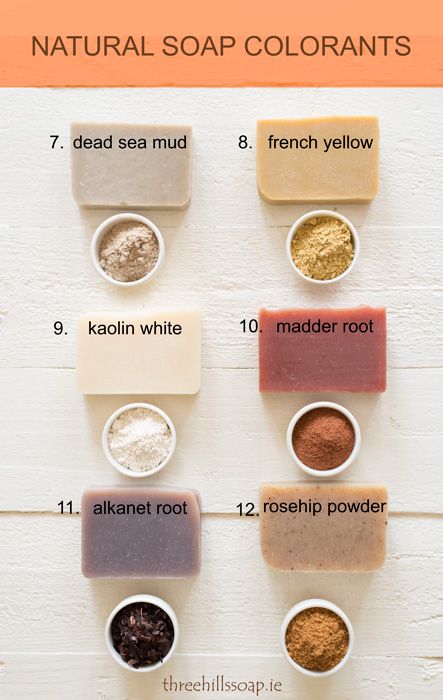 NATURAL SOAP COLORANTS
7. dead sea mud
8. french yellow
9. kaolin white
10. madder root
11. alkanet root
12. rosehip powder
threehillssoap.ie